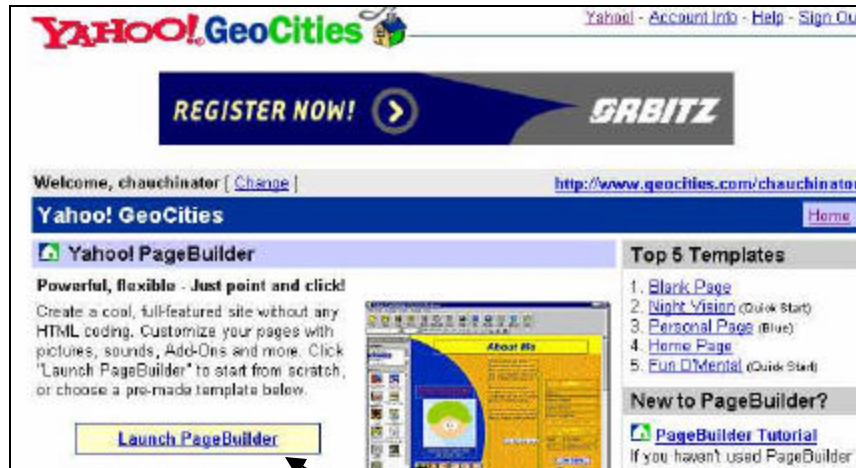 YAHOO! GeoCities
Yahoo! - Account Info - Help - Sign Ou
REGISTER NOW!
ORBITZ
Welcome, chauchinator [ Change ]
http://www.geocities.com/chauchinator
Yahoo! GeoCities
Home
Yahoo! PageBuilder
Powerful, flexible - Just point and click!
Create a cool, full-featured site without any
HTML coding. Customize your pages with
pictures, sounds, Add-Ons and more. Click
"Launch PageBuilder" to start from scratch,
or choose a pre-made template below.
Launch PageBuilder
About Me
Top 5 Templates
1. Blank Page
2. Night Vision (Quick Start)
3. Personal Page (Blue)
4. Home Page
5. Fun D'Mental (Quick Start)
New to PageBuilder?
PageBuilder Tutorial
If you haven't used PageBuilder